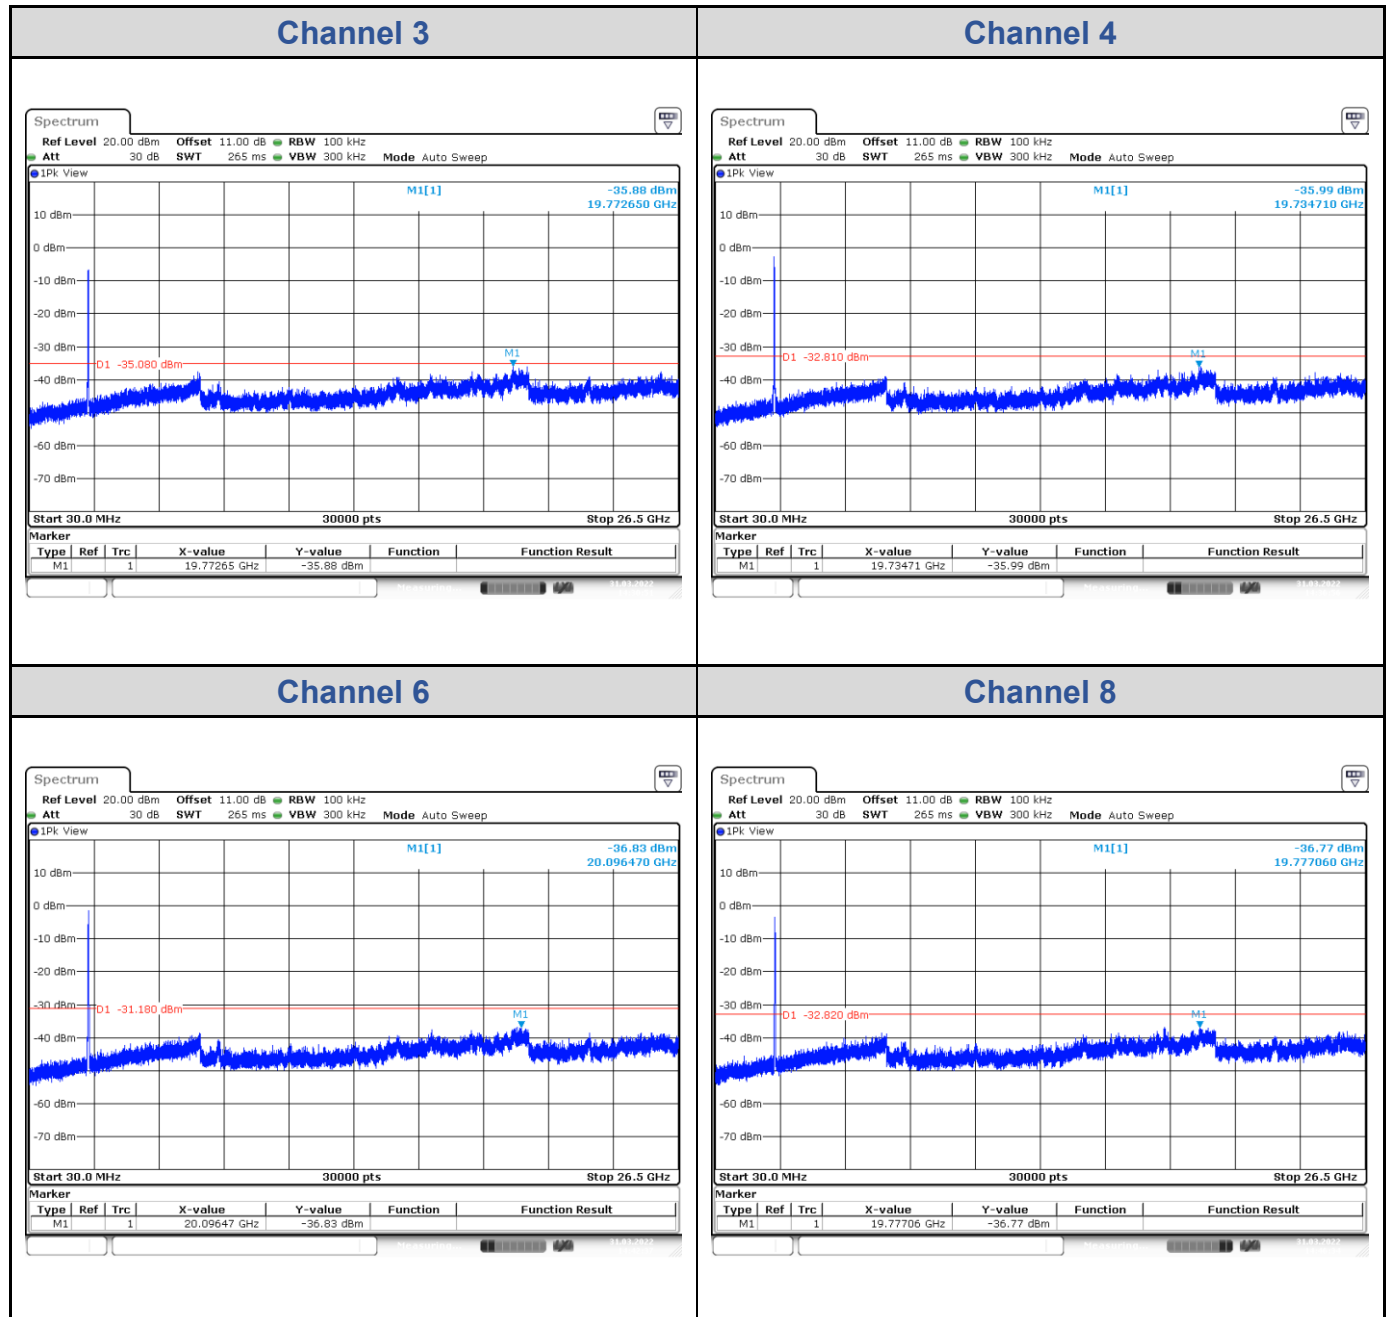 Channel 3
Spectrum
Ref Level 20.00 dBm Offset 11.00 dB RBW 100 kHz
Att 30 dB SWT 265 ms VBW 300 kHz Mode Auto Sweep
1Pk View
M1[1] -35.88 dBm
19.772650 GHz
10 dBm
0 dBm
-10 dBm
-20 dBm
-30 dBm
M1
D1 -35.080 dBm
-40 dBm
-60 dBm
-70 dBm
Start 30.0 MHz 30000 pts Stop 26.5 GHz
Marker
Type Ref Trc X-value Y-value Function Function Result
M1 1 19.77265 GHz -35.88 dBm
31.03.2022
Channel 4
Spectrum
Ref Level 20.00 dBm Offset 11.00 dB RBW 100 kHz
Att 30 dB SWT 265 ms VBW 300 kHz Mode Auto Sweep
1Pk View
M1[1] -35.99 dBm
19.734710 GHz
10 dBm
0 dBm
-10 dBm
-20 dBm
-30 dBm
M1
D1 -32.810 dBm
-40 dBm
-60 dBm
-70 dBm
Start 30.0 MHz 30000 pts Stop 26.5 GHz
Marker
Type Ref Trc X-value Y-value Function Function Result
M1 1 19.73471 GHz -35.99 dBm
31.03.2022
Channel 6
Spectrum
Ref Level 20.00 dBm Offset 11.00 dB RBW 100 kHz
Att 30 dB SWT 265 ms VBW 300 kHz Mode Auto Sweep
1Pk View
M1[1] -36.83 dBm
20.096470 GHz
10 dBm
0 dBm
-10 dBm
-20 dBm
-30 dBm
D1 -31.180 dBm
M1
-40 dBm
-60 dBm
-70 dBm
Start 30.0 MHz 30000 pts Stop 26.5 GHz
Marker
Type Ref Trc X-value Y-value Function Function Result
M1 1 20.09647 GHz -36.83 dBm
31.03.2022
Channel 8
Spectrum
Ref Level 20.00 dBm Offset 11.00 dB RBW 100 kHz
Att 30 dB SWT 265 ms VBW 300 kHz Mode Auto Sweep
1Pk View
M1[1] -36.77 dBm
19.777060 GHz
10 dBm
0 dBm
-10 dBm
-20 dBm
-30 dBm
D1 -32.820 dBm
M1
-40 dBm
-60 dBm
-70 dBm
Start 30.0 MHz 30000 pts Stop 26.5 GHz
Marker
Type Ref Trc X-value Y-value Function Function Result
M1 1 19.77706 GHz -36.77 dBm
31.03.2022